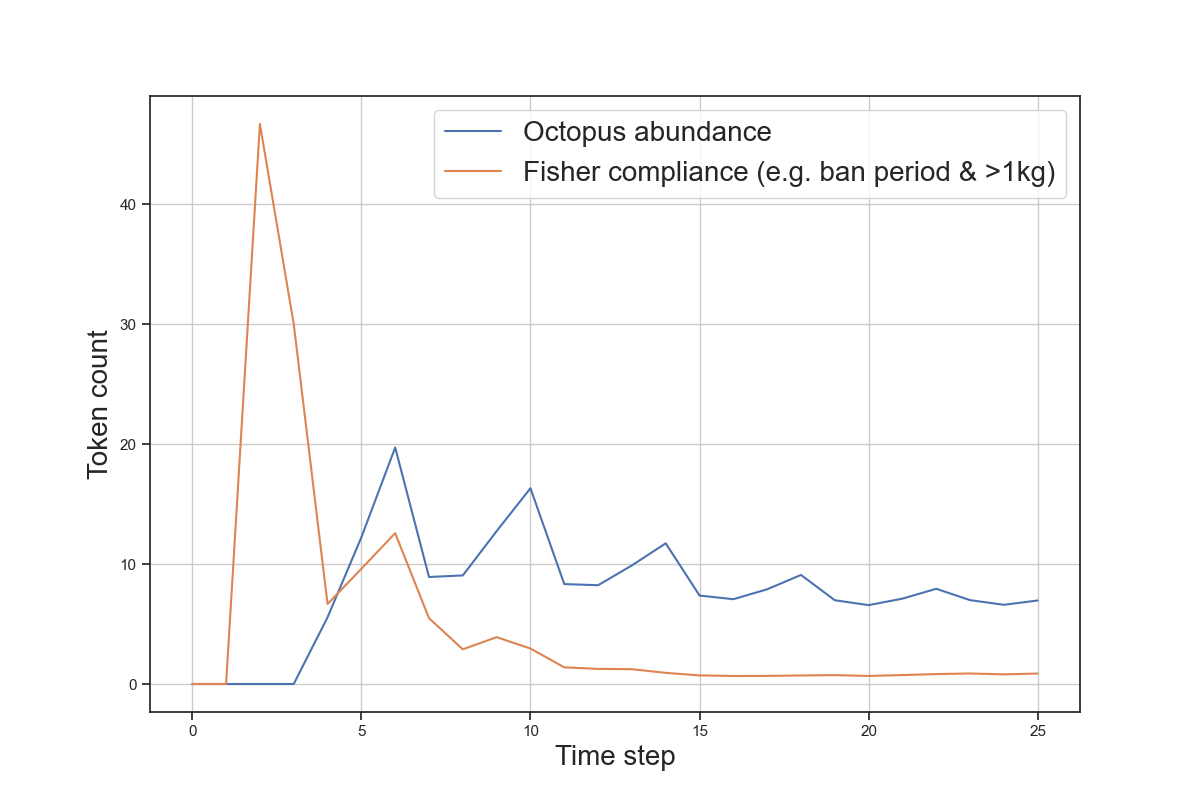 Octopus abundance
Fisher compliance (e.g. ban period & >1kg)
40
30
20
10
0
Token count
0 5 10 15 20 25
Time step